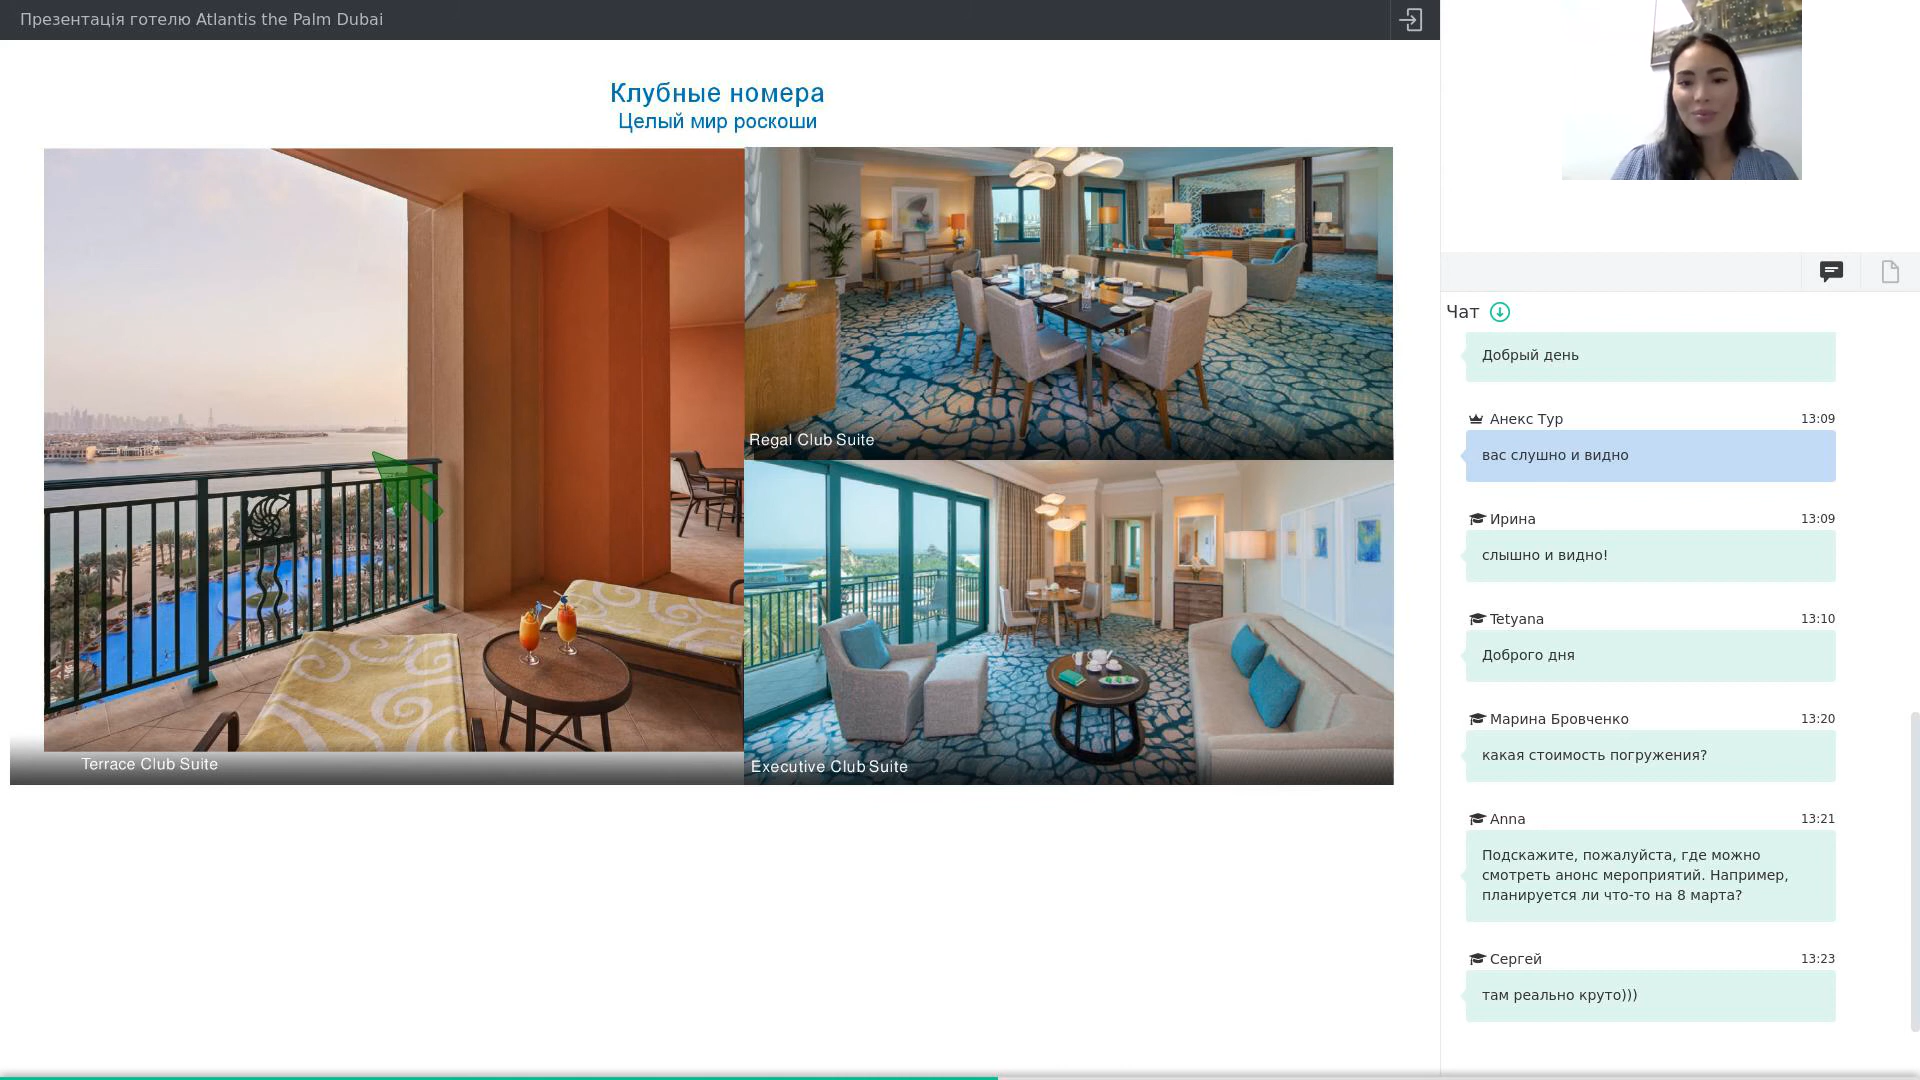 Презентація готелю Atlantis the Palm Dubai
Клубные номера
Целый мир роскоши
Regal Club Suite
Terrace Club Suite
Executive Club Suite
Чат
Добрый день
Анекс Тур 13:09
вас слушно и видно
Ирина 13:09
слышно и видно!
Tetyana 13:10
Доброго дня
Марина Бровченко 13:20
какая стоимость погружения?
Anna 13:21
Подскажите, пожалуйста, где можно
смотреть анонс мероприятий. Например,
планируется ли что-то на 8 марта?
Сергей 13:23
там реально круто)))